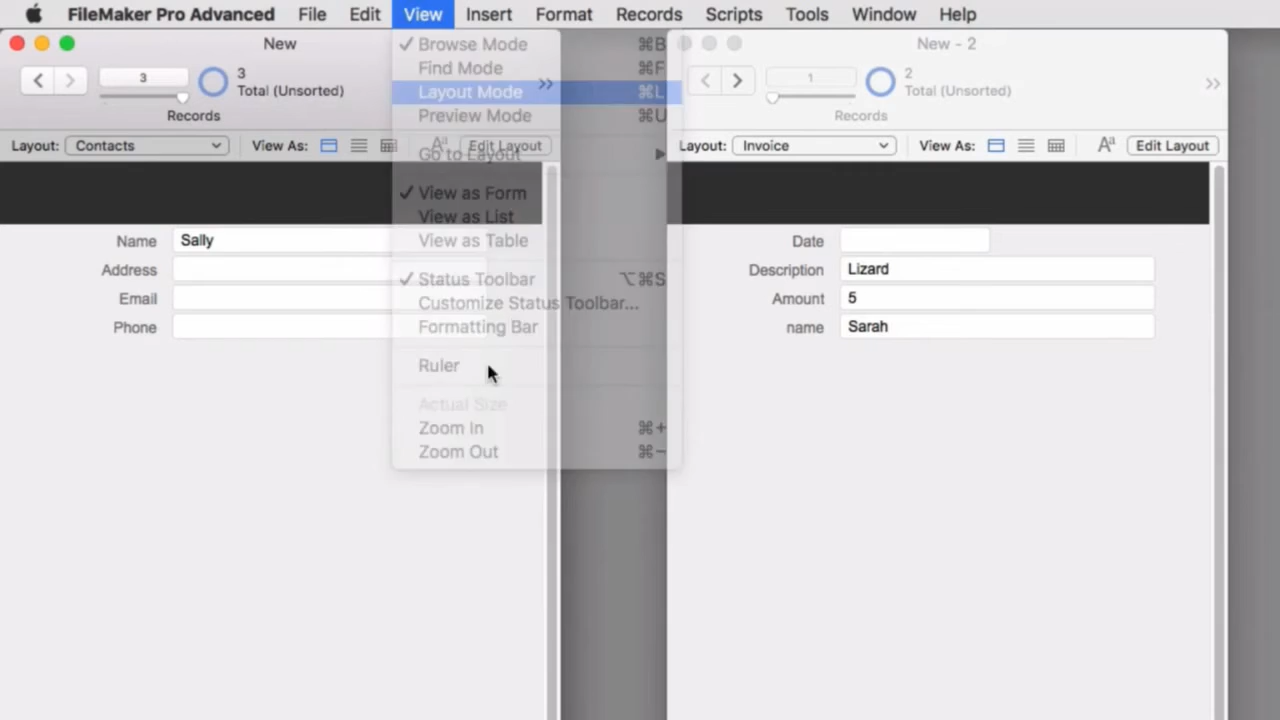 FileMaker Pro Advanced File Edit View Insert Format Records Scripts Tools Window Help
New
3
3
Total (Unsorted)
Records
Layout: Contacts View As: Aa Edit Layout
Name Sally
Address
Email
Phone
✓ Browse Mode ⌘B
Find Mode ⌘F
Layout Mode ⌘L
Preview Mode ⌘U
Go to Layout
✓ View as Form
View as List
View as Table
✓ Status Toolbar ⌥⌘S
Customize Status Toolbar...
Formatting Bar
Ruler
Actual Size
Zoom In ⌘+
Zoom Out ⌘-
New - 2
1
2
Total (Unsorted)
Records
Layout: Invoice View As: Aa Edit Layout
Date
Description Lizard
Amount 5
name Sarah